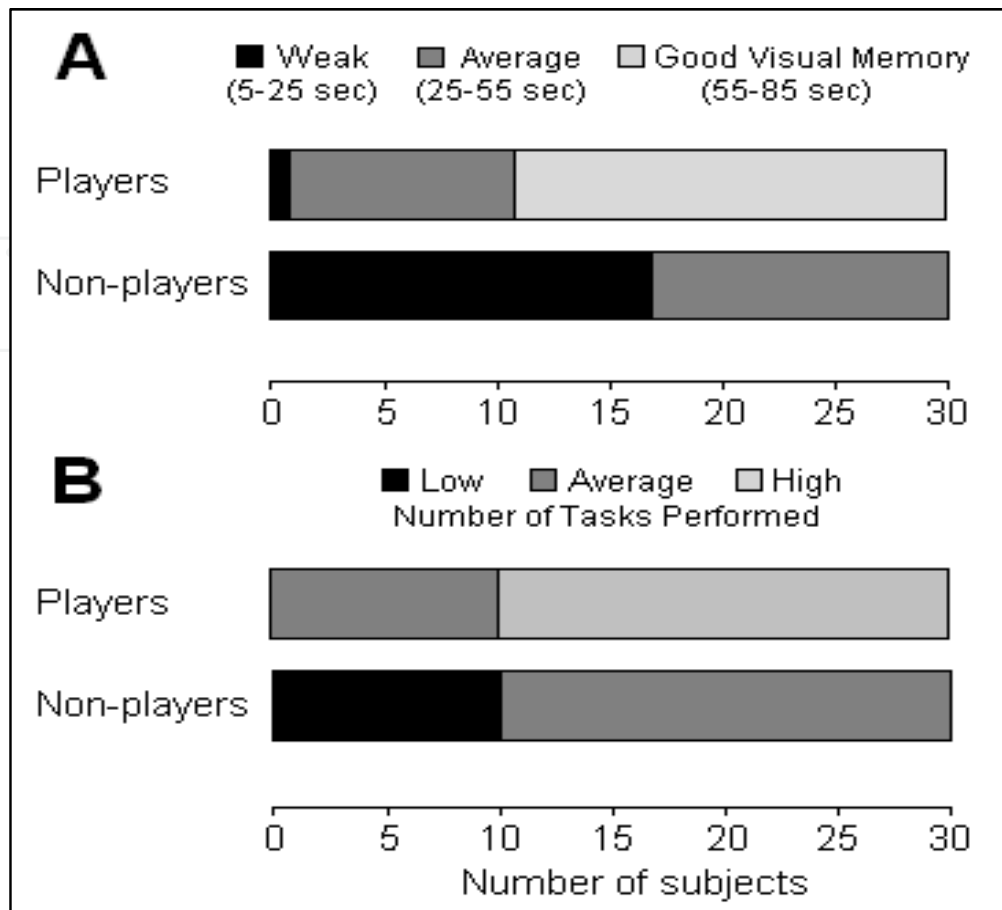 A
Weak Average Good Visual Memory
(5-25 sec) (25-55 sec) (55-85 sec)
Players
Non-players
0 5 10 15 20 25 30
B
Low Average High
Number of Tasks Performed
Players
Non-players
0 5 10 15 20 25 30
Number of subjects